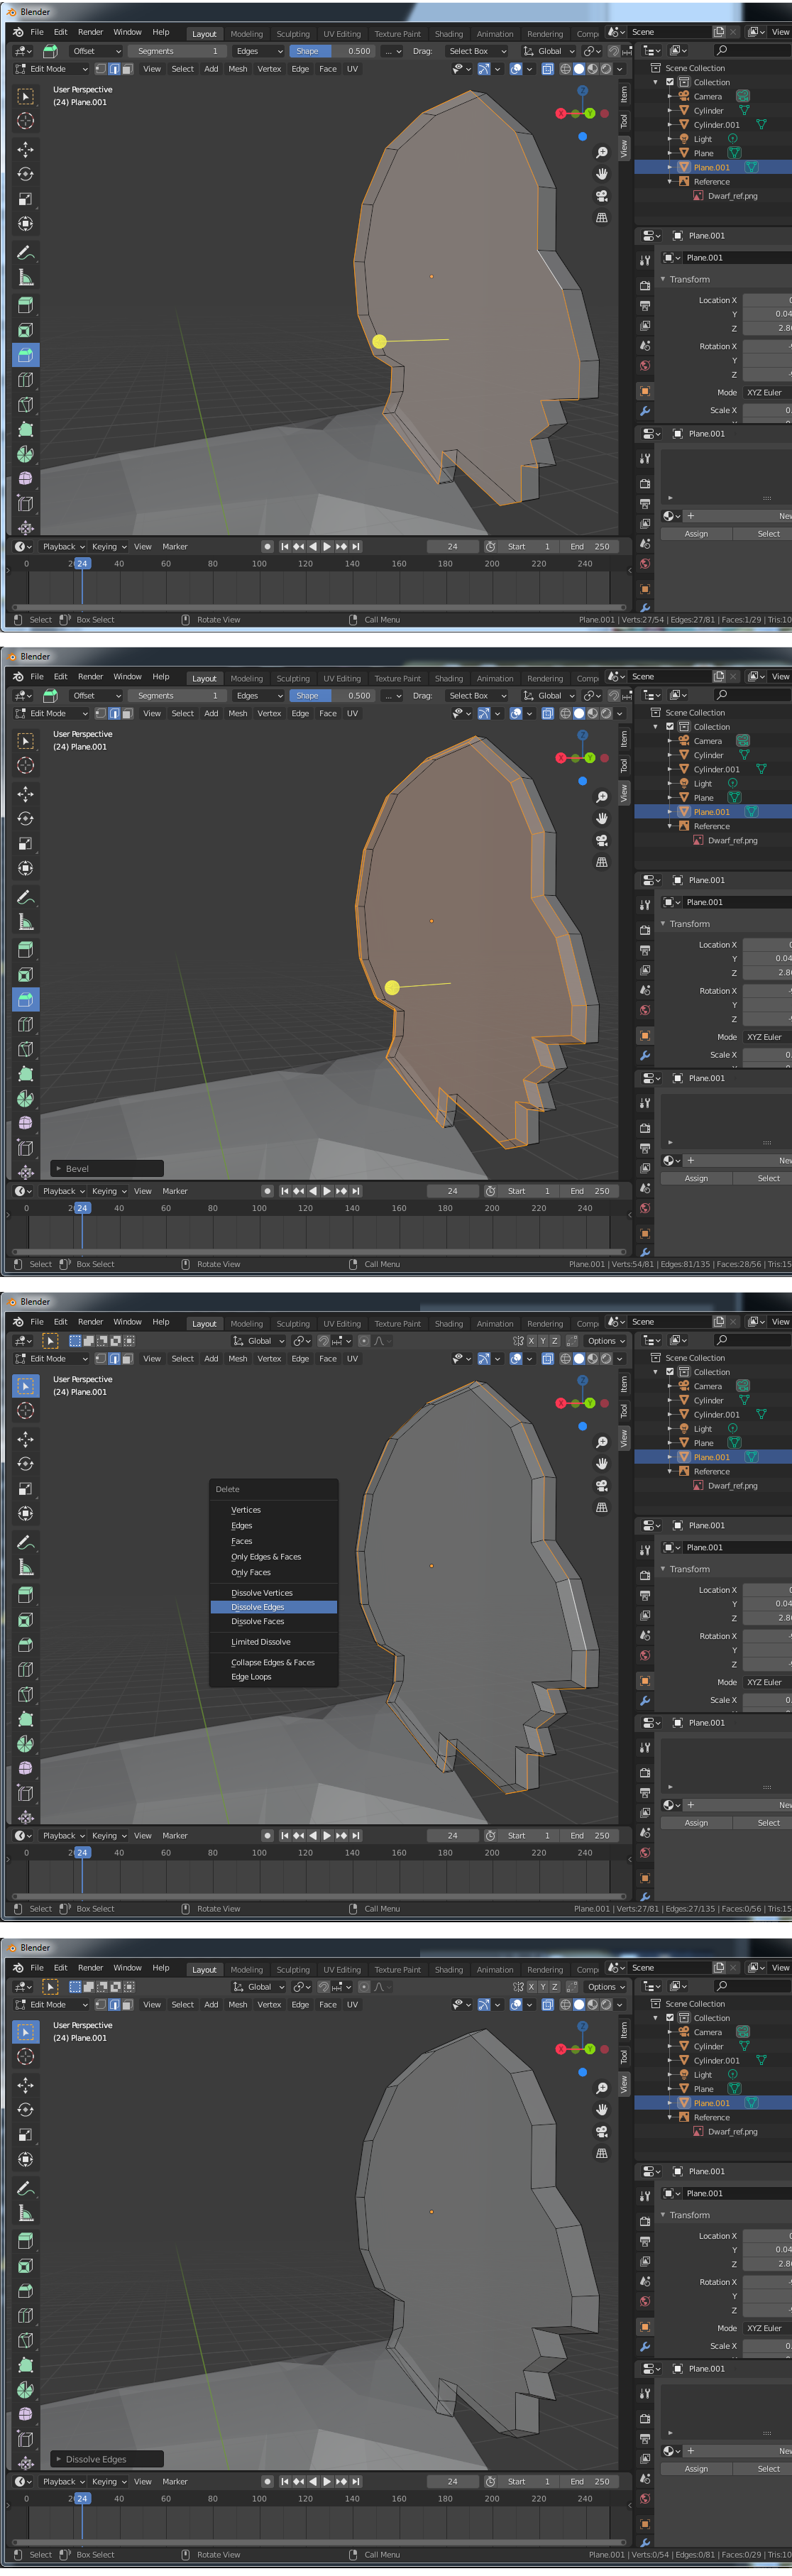 Blender
File Edit Render Window Help Layout Modeling Sculpting UV Editing Texture Paint Shading Animation Rendering Comp Scene View
Offset Segments 1 Edges Shape 0.500 ... Drag: Select Box Global
Edit Mode View Select Add Mesh Vertex Edge Face UV
User Perspective
(24) Plane.001
Z
Y
X
Item
Tool
View
Scene Collection
Collection
Camera
Cylinder
Cylinder.001
Light
Plane
Plane.001
Reference
Dwarf_ref.png
Plane.001
Plane.001
Transform
Location X 0
Y 0.04
Z 2.8
Rotation X
Y
Z
Mode XYZ Euler
Scale X 0.
Plane.001
New
Assign Select
Playback Keying View Marker 24 Start 1 End 250
0 24 40 60 80 100 120 140 160 180 200 220 240
Select Box Select Rotate View Call Menu Plane.001 | Verts:27/54 | Edges:27/81 | Faces:1/29 | Tris:10
Blender
File Edit Render Window Help Layout Modeling Sculpting UV Editing Texture Paint Shading Animation Rendering Comp Scene View
Offset Segments 1 Edges Shape 0.500 ... Drag: Select Box Global
Edit Mode View Select Add Mesh Vertex Edge Face UV
User Perspective
(24) Plane.001
Z
Y
X
Item
Tool
View
Scene Collection
Collection
Camera
Cylinder
Cylinder.001
Light
Plane
Plane.001
Reference
Dwarf_ref.png
Plane.001
Plane.001
Transform
Location X 0
Y 0.04
Z 2.8
Rotation X
Y
Z
Mode XYZ Euler
Scale X 0.
Plane.001
Bevel
New
Assign Select
Playback Keying View Marker 24 Start 1 End 250
0 24 40 60 80 100 120 140 160 180 200 220 240
Select Box Select Rotate View Call Menu Plane.001 | Verts:54/81 | Edges:81/135 | Faces:28/56 | Tris:15
Blender
File Edit Render Window Help Layout Modeling Sculpting UV Editing Texture Paint Shading Animation Rendering Comp Scene View
Global X Y Z Options
Edit Mode View Select Add Mesh Vertex Edge Face UV
User Perspective
(24) Plane.001
Z
Y
X
Item
Tool
View
Scene Collection
Collection
Camera
Cylinder
Cylinder.001
Light
Plane
Plane.001
Reference
Dwarf_ref.png
Delete
Vertices
Edges
Faces
Only Edges & Faces
Only Faces
Dissolve Vertices
Dissolve Edges
Dissolve Faces
Limited Dissolve
Collapse Edges & Faces
Edge Loops
Plane.001
Plane.001
Transform
Location X 0
Y 0.04
Z 2.8
Rotation X
Y
Z
Mode XYZ Euler
Scale X 0.
Plane.001
New
Assign Select
Playback Keying View Marker 24 Start 1 End 250
0 24 40 60 80 100 120 140 160 180 200 220 240
Select Box Select Rotate View Call Menu Plane.001 | Verts:27/81 | Edges:27/135 | Faces:0/56 | Tris:15
Blender
File Edit Render Window Help Layout Modeling Sculpting UV Editing Texture Paint Shading Animation Rendering Comp Scene View
Global X Y Z Options
Edit Mode View Select Add Mesh Vertex Edge Face UV
User Perspective
(24) Plane.001
Z
Y
X
Item
Tool
View
Scene Collection
Collection
Camera
Cylinder
Cylinder.001
Light
Plane
Plane.001
Reference
Dwarf_ref.png
Plane.001
Plane.001
Transform
Location X 0
Y 0.04
Z 2.8
Rotation X
Y
Z
Mode XYZ Euler
Scale X 0.
Plane.001
Dissolve Edges
New
Assign Select
Playback Keying View Marker 24 Start 1 End 250
0 24 40 60 80 100 120 140 160 180 200 220 240
Select Box Select Rotate View Call Menu Plane.001 | Verts:0/54 | Edges:0/81 | Faces:0/29 | Tris:10